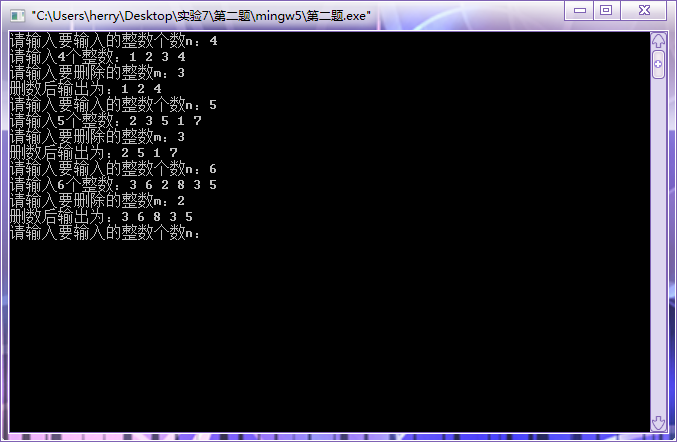 "C:\Users\herry\Desktop\实验7\第二题\mingw5\第二题.exe"
请输入要输入的整数个数n：4
请输入4个整数：1 2 3 4
请输入要删除的整数m：3
删数后输出为：1 2 4
请输入要输入的整数个数n：5
请输入5个整数：2 3 5 1 7
请输入要删除的整数m：3
删数后输出为：2 5 1 7
请输入要输入的整数个数n：6
请输入6个整数：3 6 2 8 3 5
请输入要删除的整数m：2
删数后输出为：3 6 8 3 5
请输入要输入的整数个数n：